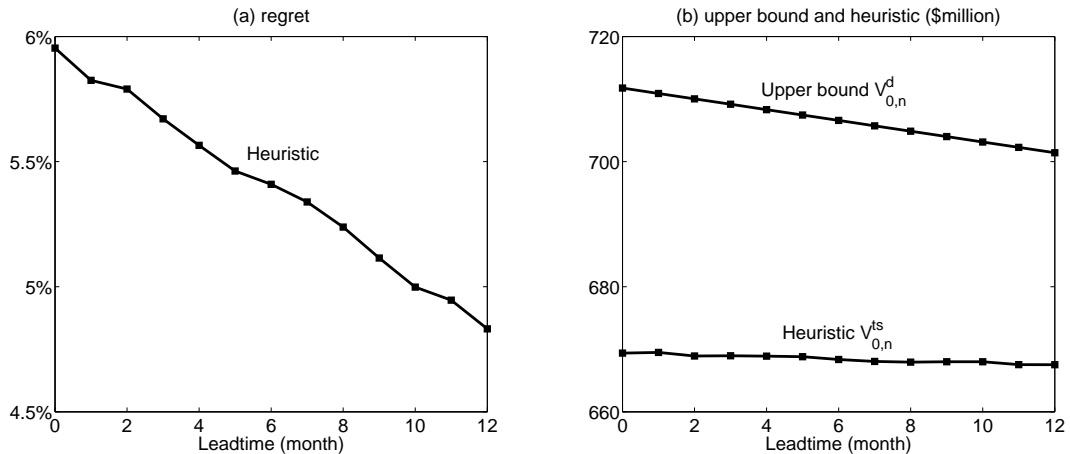 (a) regret
6%
5.5%
5%
4.5%
Heuristic
0 2 4 6 8 10 12
Leadtime (month)
(b) upper bound and heuristic ($million)
720
700
680
660
Upper bound V^d_{0,n}
Heuristic V^{ts}_{0,n}
0 2 4 6 8 10 12
Leadtime (month)